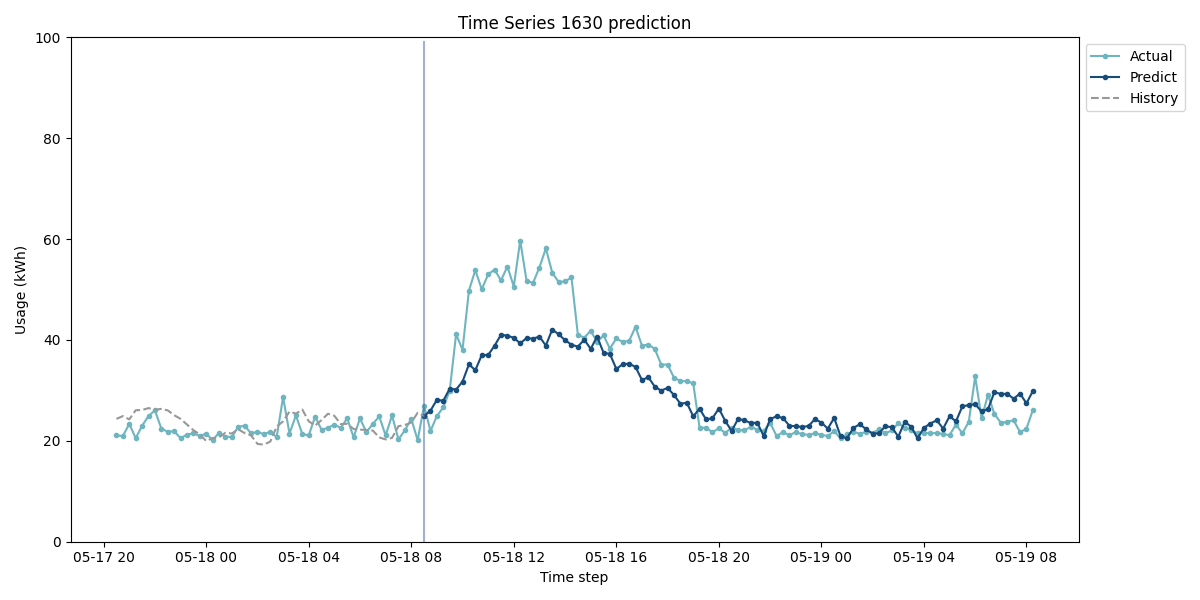 Time Series 1630 prediction
Actual
Predict
History
Usage (kWh)
100
80
60
40
20
0
05-17 20 05-18 00 05-18 04 05-18 08 05-18 12 05-18 16 05-18 20 05-19 00 05-19 04 05-19 08
Time step